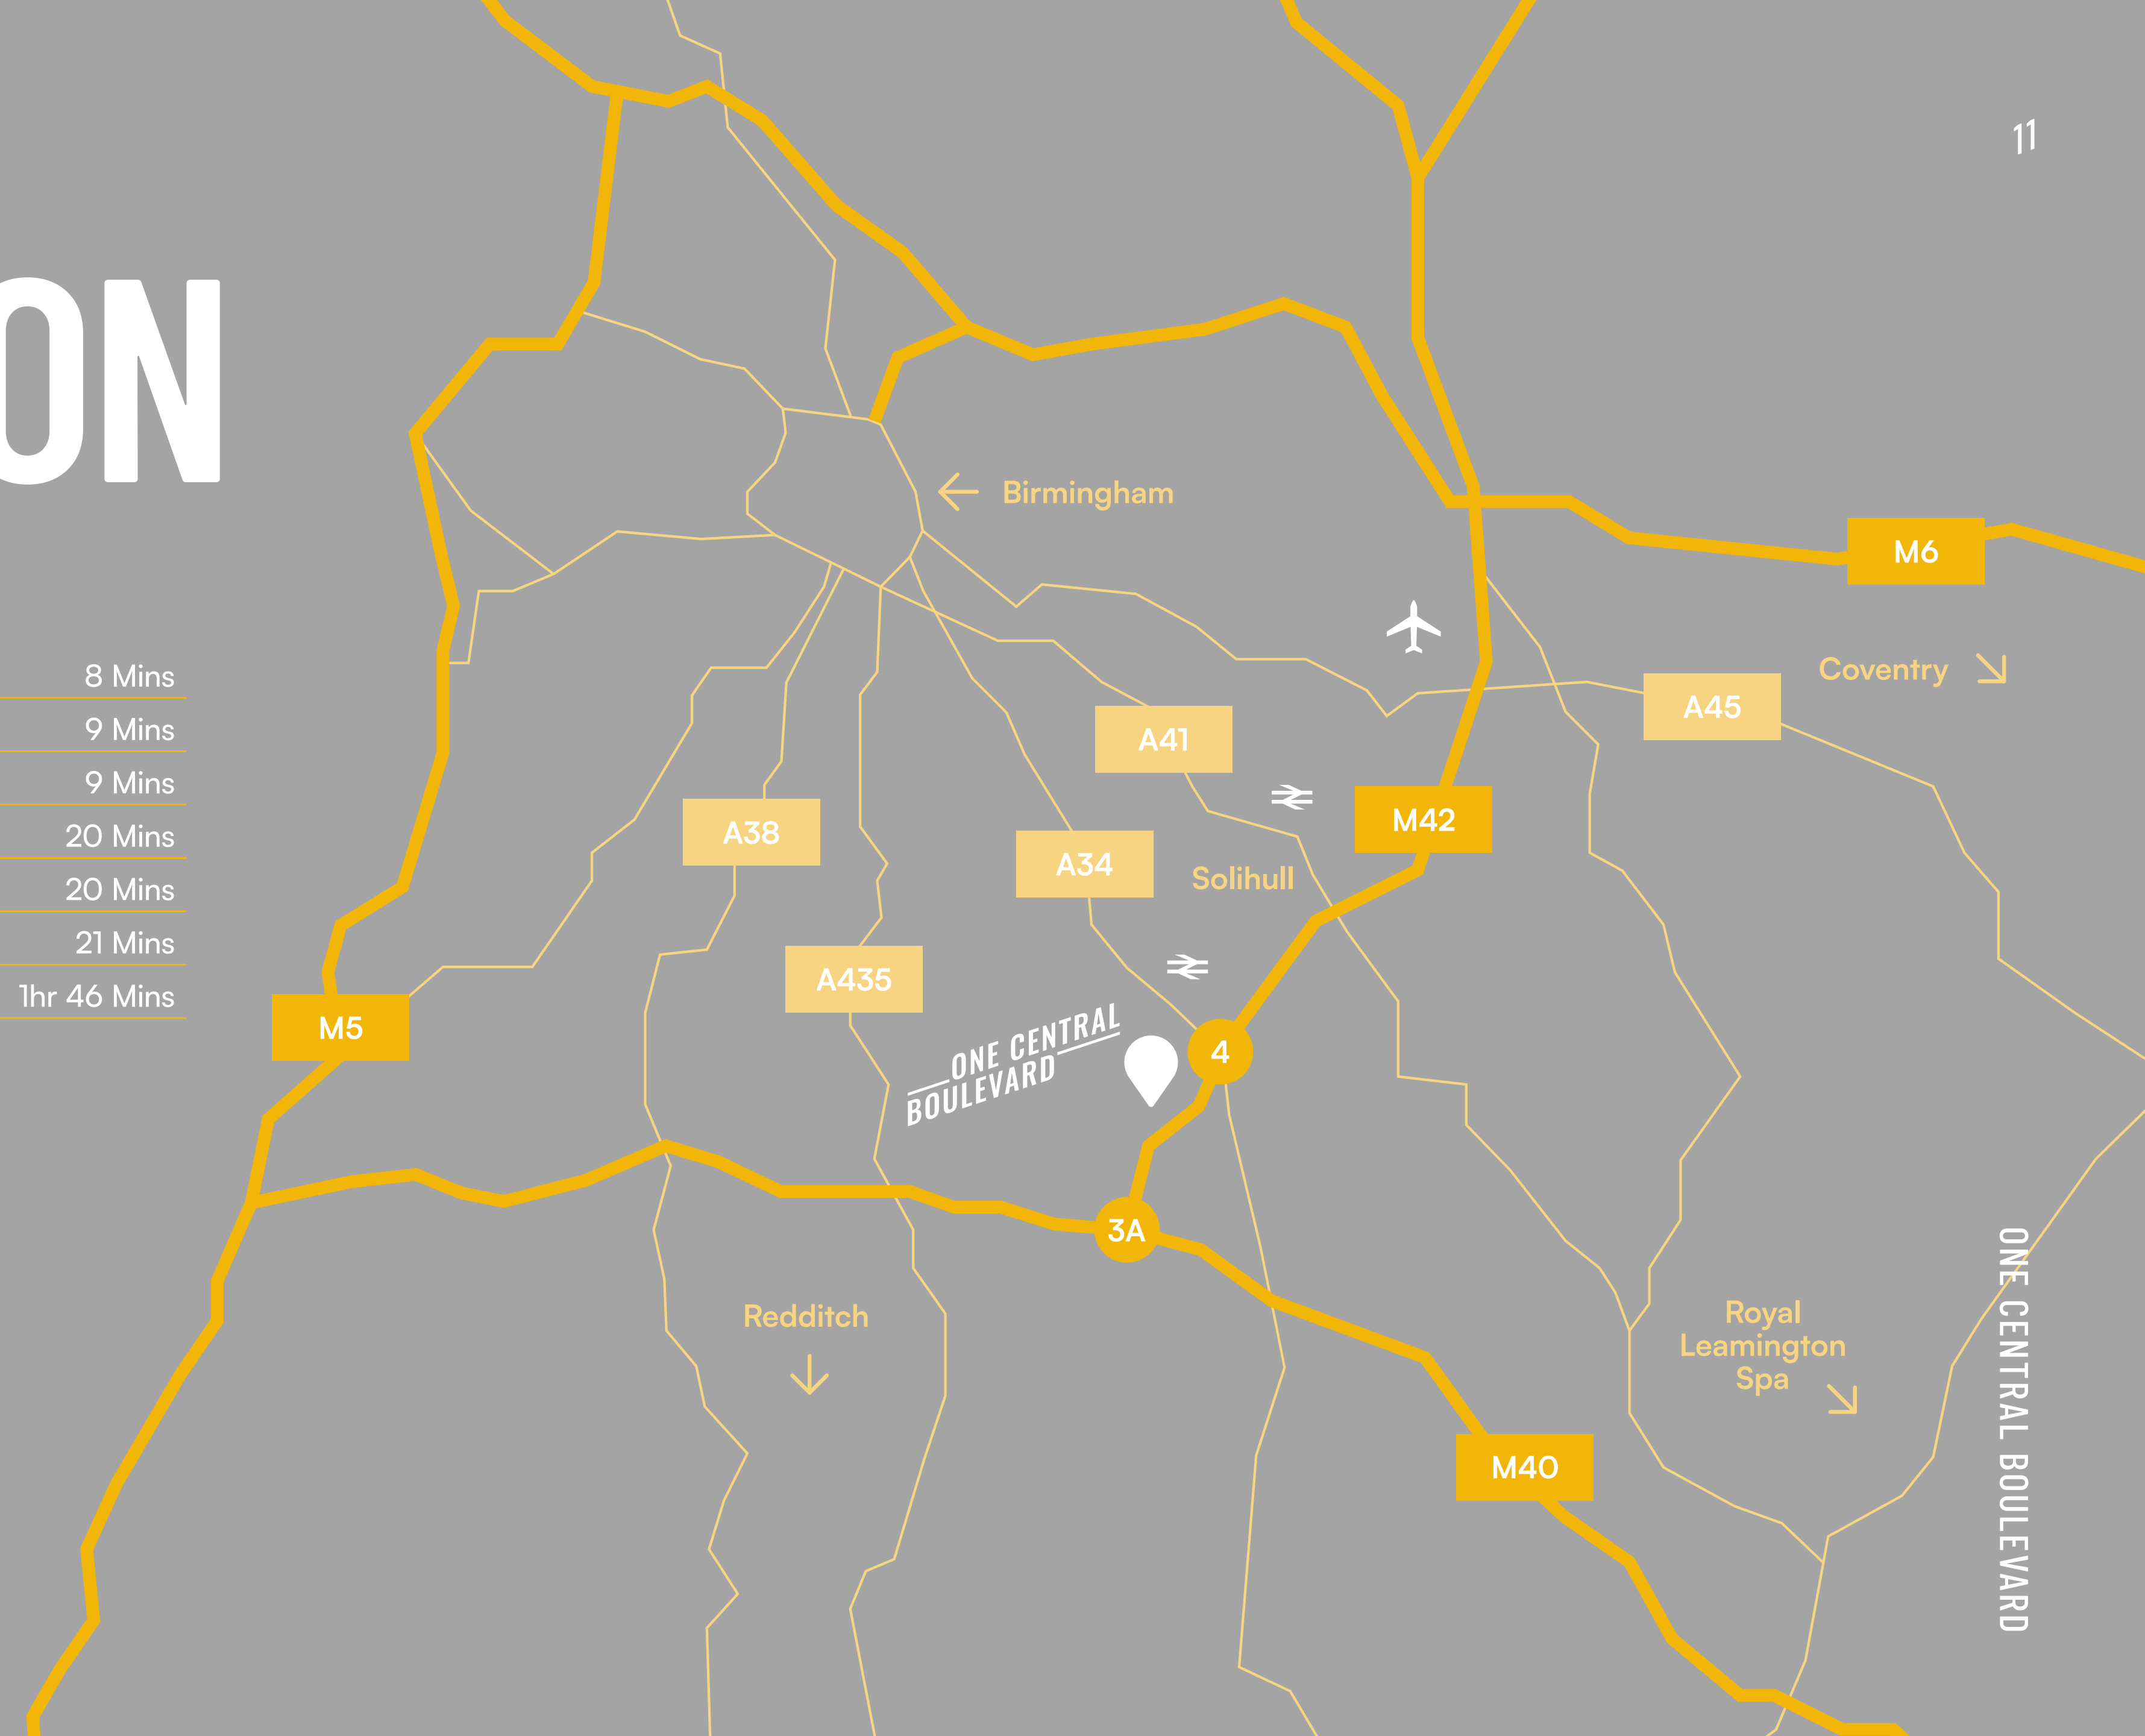 11
ON
8 Mins
9 Mins
9 Mins
20 Mins
20 Mins
21 Mins
1hr 46 Mins
Birmingham
M6
Coventry
A45
A41
M42
A38
A34
Solihull
A435
M5
ONE CENTRAL
BOULEVARD
4
3A
Redditch
Royal
Leamington
Spa
M40
ONE CENTRAL BOULEVARD